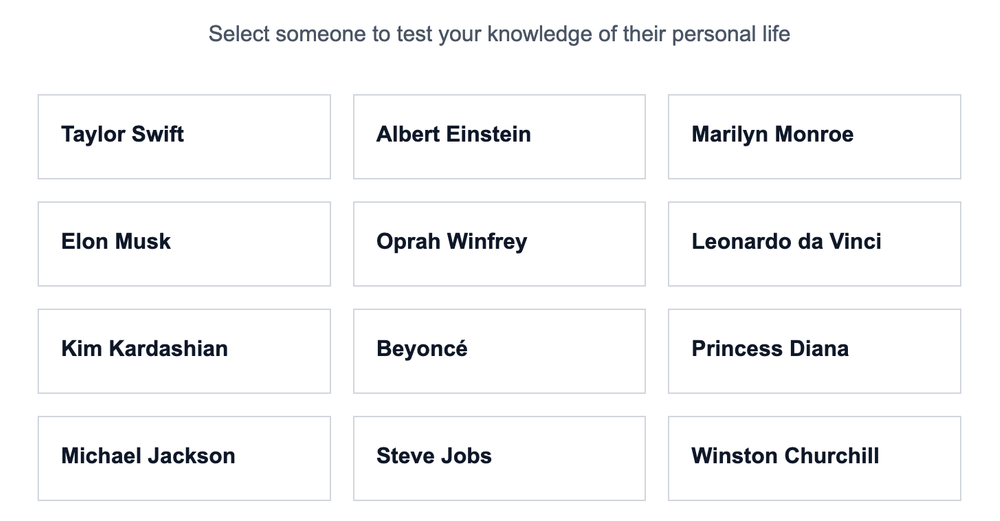 Select someone to test your knowledge of their personal life
Taylor Swift
Albert Einstein
Marilyn Monroe
Elon Musk
Oprah Winfrey
Leonardo da Vinci
Kim Kardashian
Beyoncé
Princess Diana
Michael Jackson
Steve Jobs
Winston Churchill